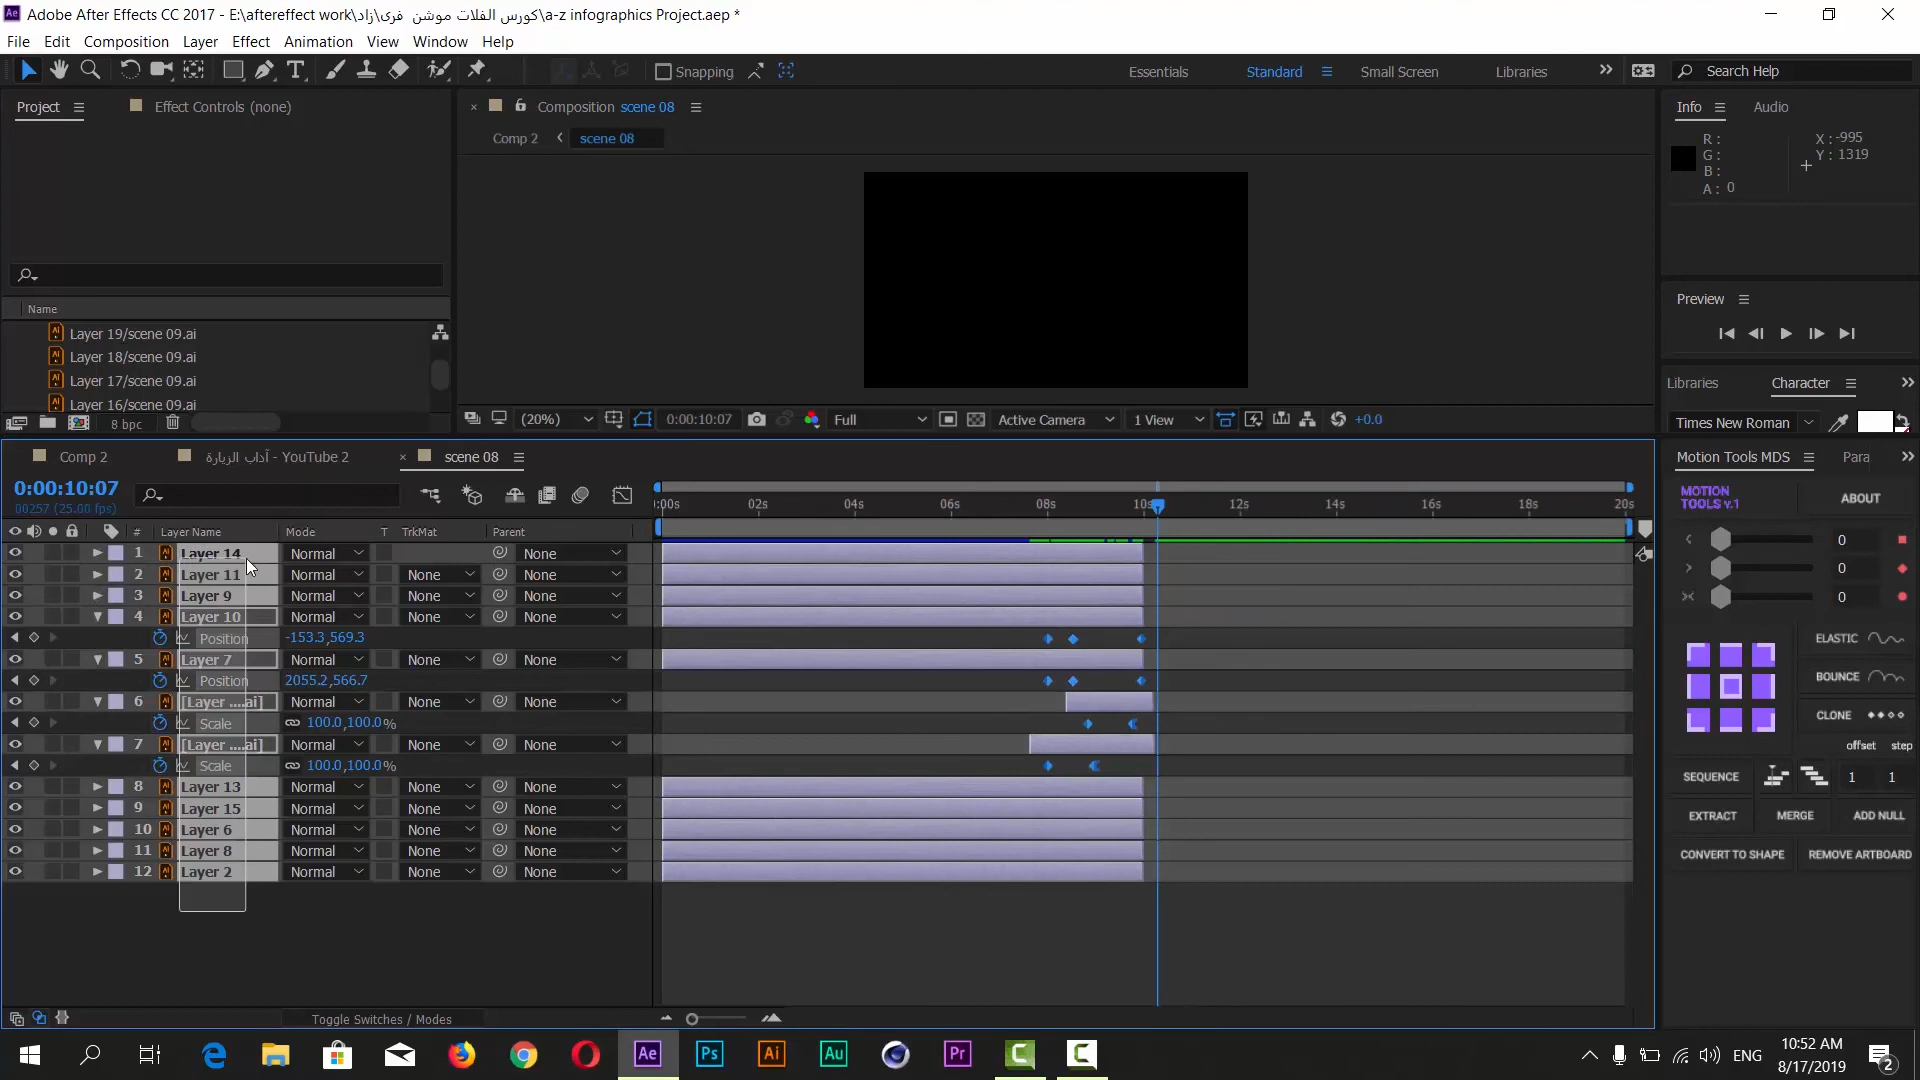 Adobe After Effects CC 2017 - E:\aftereffect work\كورس الفلات موشن فرى\زاد\a-z infographics Project.aep *
File Edit Composition Layer Effect Animation View Window Help
Snapping Essentials Standard Small Screen Libraries Search Help
Project Effect Controls (none)
Composition scene 08
Info Audio
Comp 2 scene 08
R :
G :
B :
A : 0
X : -995
Y : 1319
Name
Layer 19/scene 09.ai
Layer 18/scene 09.ai
Layer 17/scene 09.ai
Layer 16/scene 09.ai
8 bpc
Preview
Libraries Character
Times New Roman
(20%) 0:00:10:07 Full Active Camera 1 View +0.0
Comp 2 آداب الزيارة - YouTube 2 scene 08
Motion Tools MDS Para
0:00:10:07
00257 (25.00 fps)
:00s 02s 04s 06s 08s 10s 12s 14s 16s 18s 20s
# Layer Name Mode T TrkMat Parent
1 Layer 14 Normal None
2 Layer 11 Normal None None
3 Layer 9 Normal None None
4 Layer 10 Normal None None
Position -153.3,569.3
5 Layer 7 Normal None None
Position 2055.2,566.7
6 [Layer ....ai] Normal None None
Scale 100.0,100.0%
7 [Layer ....ai] Normal None None
Scale 100.0,100.0%
8 Layer 13 Normal None None
9 Layer 15 Normal None None
10 Layer 6 Normal None None
11 Layer 8 Normal None None
12 Layer 2 Normal None None
Toggle Switches / Modes
MOTION TOOLS v.1 ABOUT
0
0
0
ELASTIC
BOUNCE
CLONE
offset step
SEQUENCE 1 1
EXTRACT MERGE ADD NULL
CONVERT TO SHAPE REMOVE ARTBOARD
Ae Ps Ai Au Pr
ENG
10:52 AM
8/17/2019
2